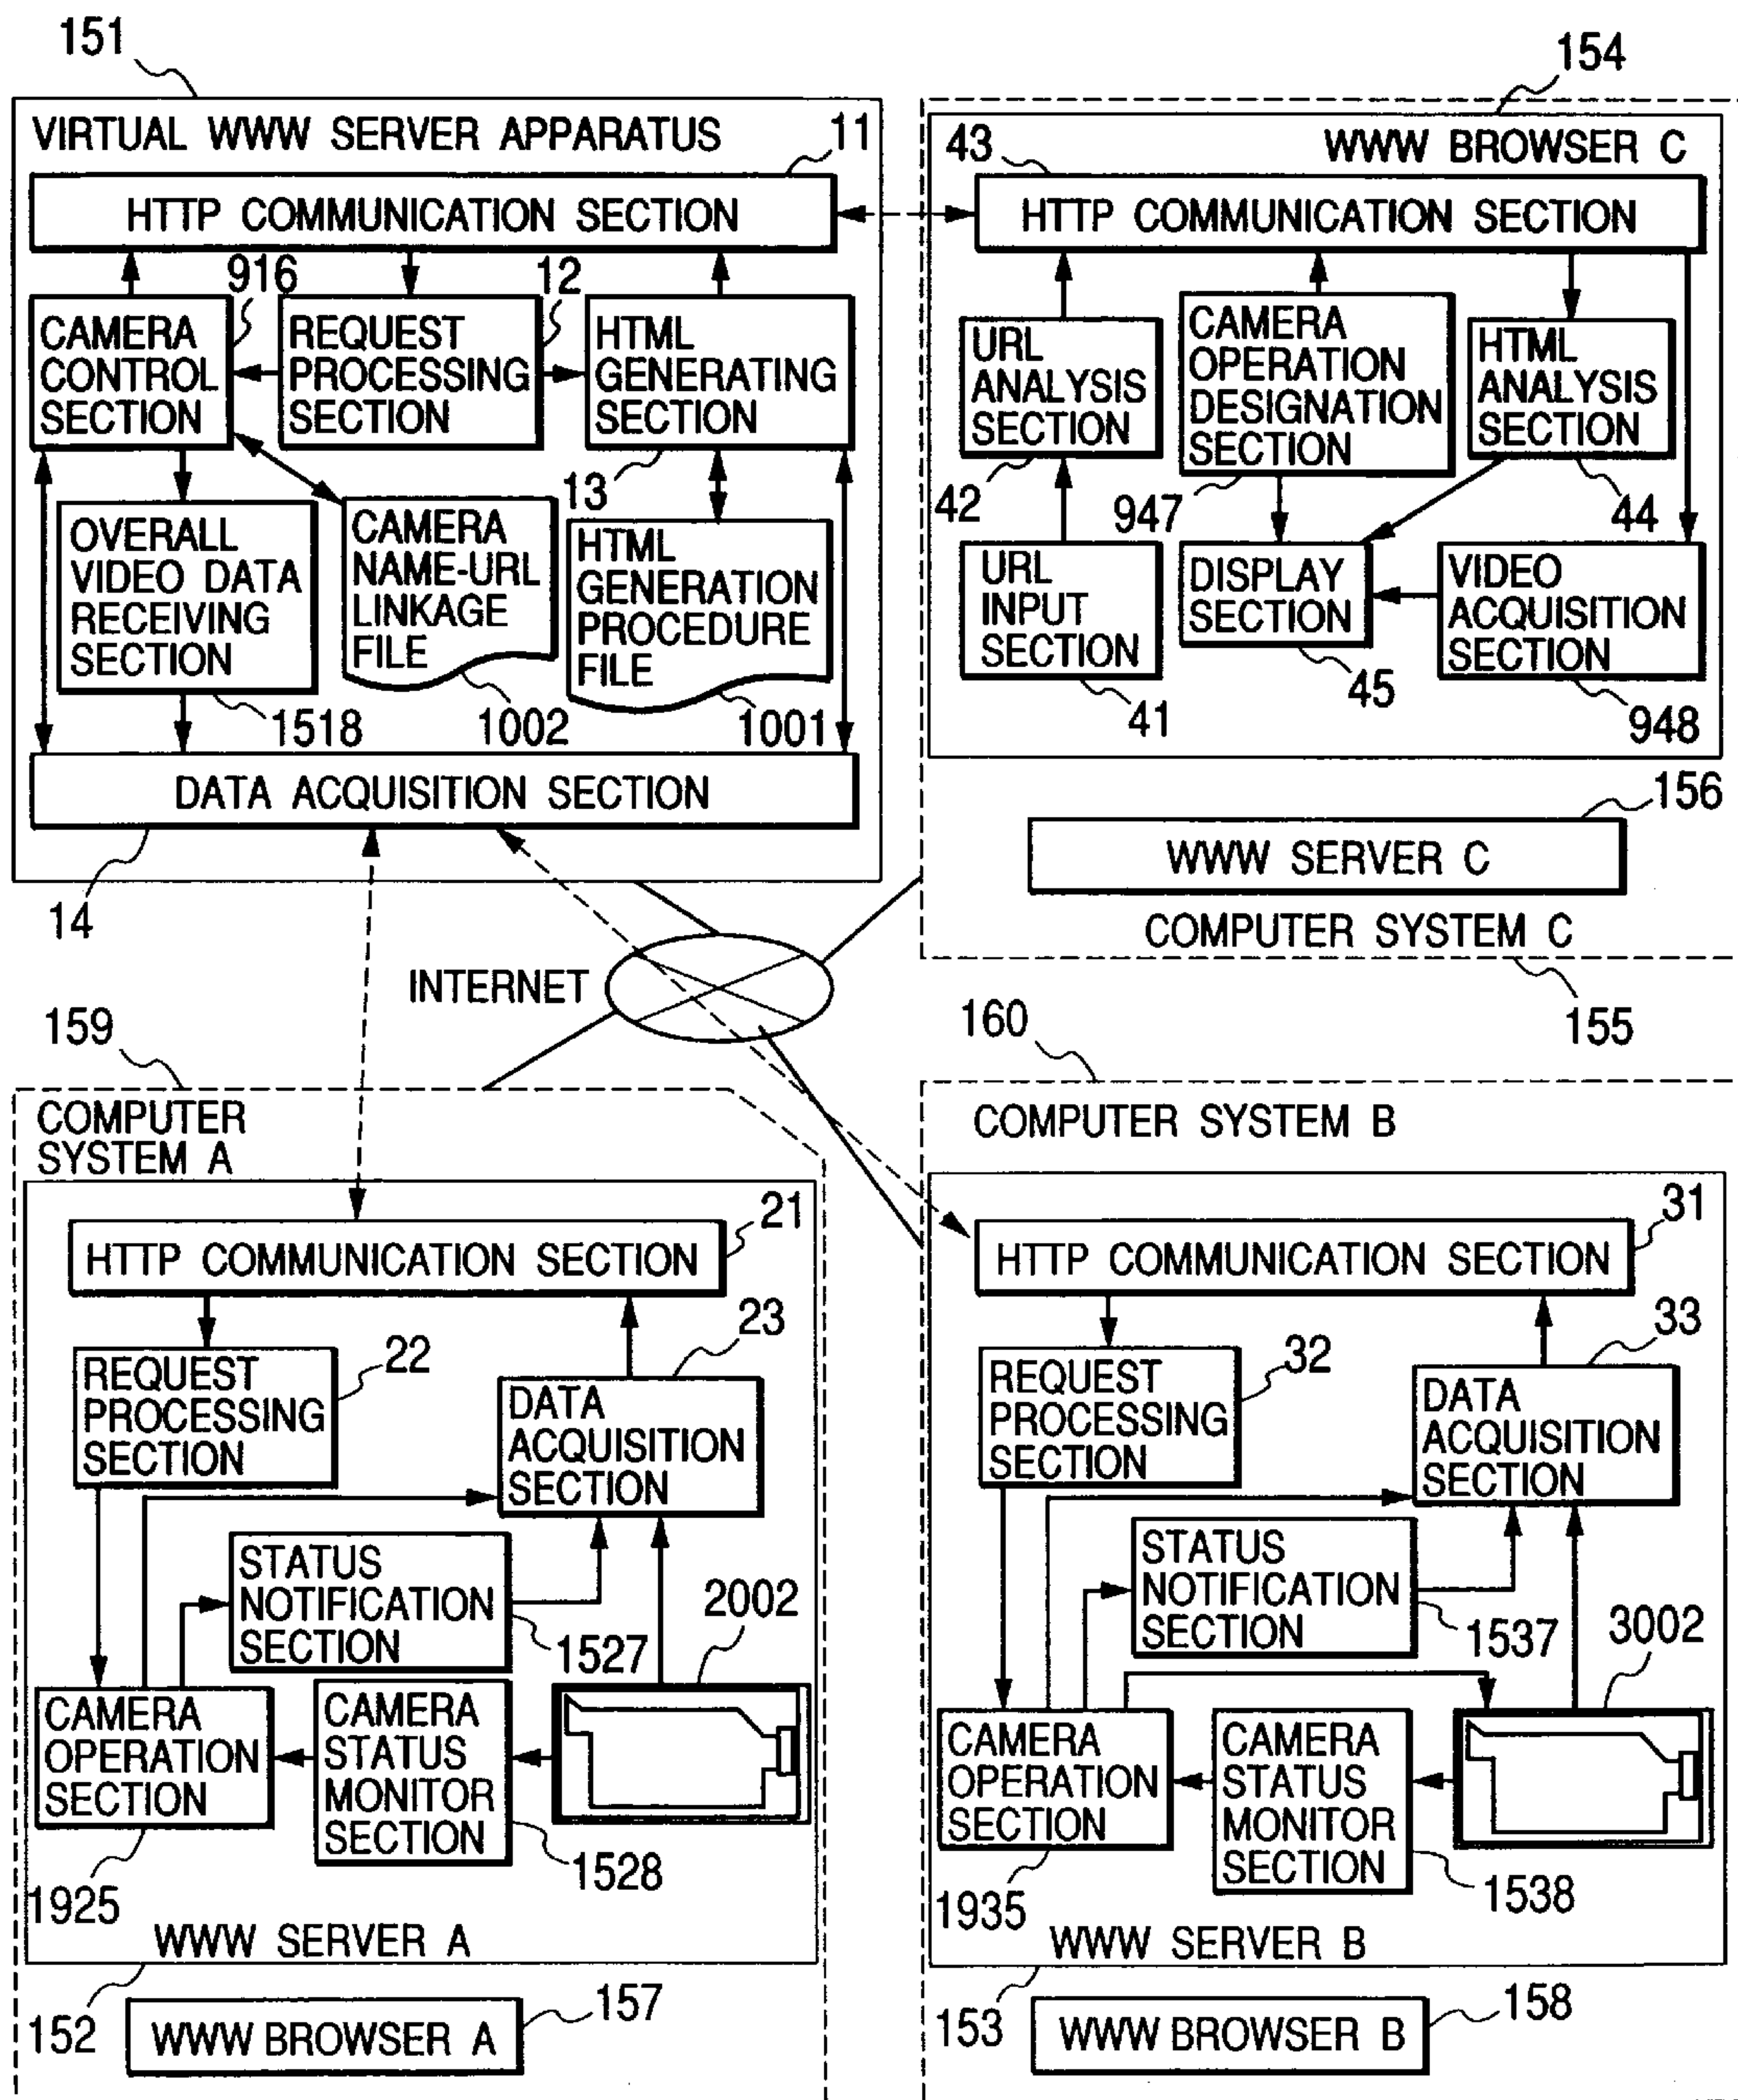 151
VIRTUAL WWW SERVER APPARATUS
11
HTTP COMMUNICATION SECTION
916
12
CAMERA
CONTROL
SECTION
REQUEST
PROCESSING
SECTION
HTML
GENERATING
SECTION
13
OVERALL
VIDEO DATA
RECEIVING
SECTION
CAMERA
NAME-URL
LINKAGE
FILE
HTML
GENERATION
PROCEDURE
FILE
1518
1002
1001
DATA ACQUISITION SECTION
14
154
43
WWW BROWSER C
HTTP COMMUNICATION SECTION
URL
ANALYSIS
SECTION
CAMERA
OPERATION
DESIGNATION
SECTION
HTML
ANALYSIS
SECTION
42
947
44
URL
INPUT
SECTION
DISPLAY
SECTION
VIDEO
ACQUISITION
SECTION
41
45
948
156
WWW SERVER C
COMPUTER SYSTEM C
155
INTERNET
159
COMPUTER
SYSTEM A
21
HTTP COMMUNICATION SECTION
22
23
REQUEST
PROCESSING
SECTION
DATA
ACQUISITION
SECTION
STATUS
NOTIFICATION
SECTION
1527
2002
CAMERA
OPERATION
SECTION
CAMERA
STATUS
MONITOR
SECTION
1925
1528
WWW SERVER A
152
157
WWW BROWSER A
160
COMPUTER SYSTEM B
31
HTTP COMMUNICATION SECTION
32
33
REQUEST
PROCESSING
SECTION
DATA
ACQUISITION
SECTION
STATUS
NOTIFICATION
SECTION
1537
3002
CAMERA
OPERATION
SECTION
CAMERA
STATUS
MONITOR
SECTION
1935
1538
WWW SERVER B
153
158
WWW BROWSER B